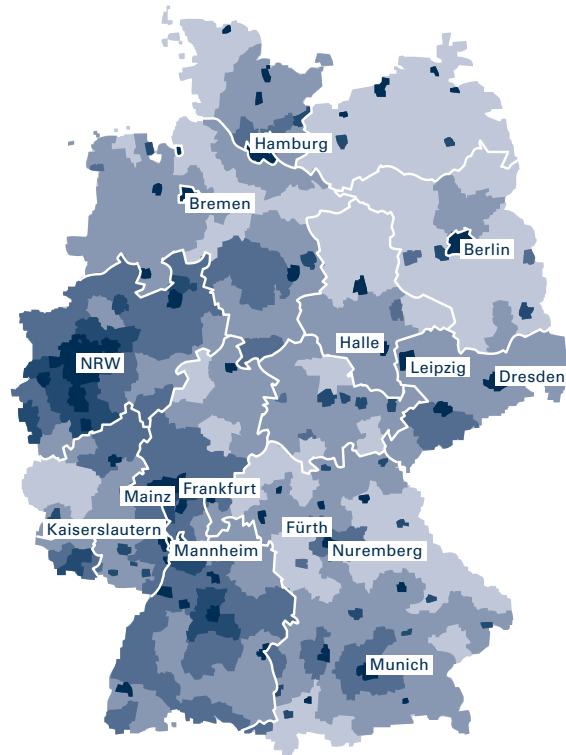 Hamburg
Bremen
Berlin
Halle
NRW
Leipzig
Dresden
Mainz
Frankfurt
Kaiserslautern
Fürth
Mannheim
Nuremberg
Munich